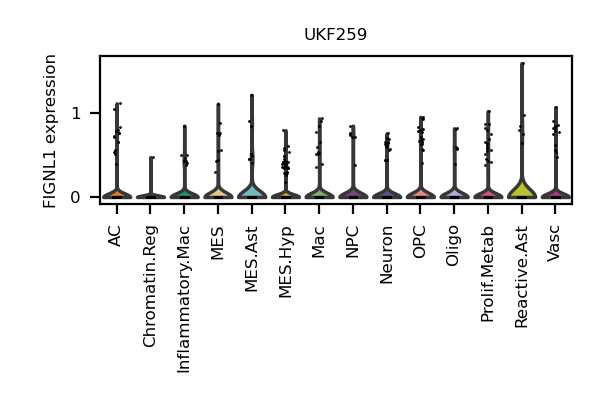 UKF259
FIGNL1 expression
1
0
AC
Chromatin.Reg
Inflammatory.Mac
MES
MES.Ast
MES.Hyp
Mac
NPC
Neuron
OPC
Oligo
Prolif.Metab
Reactive.Ast
Vasc